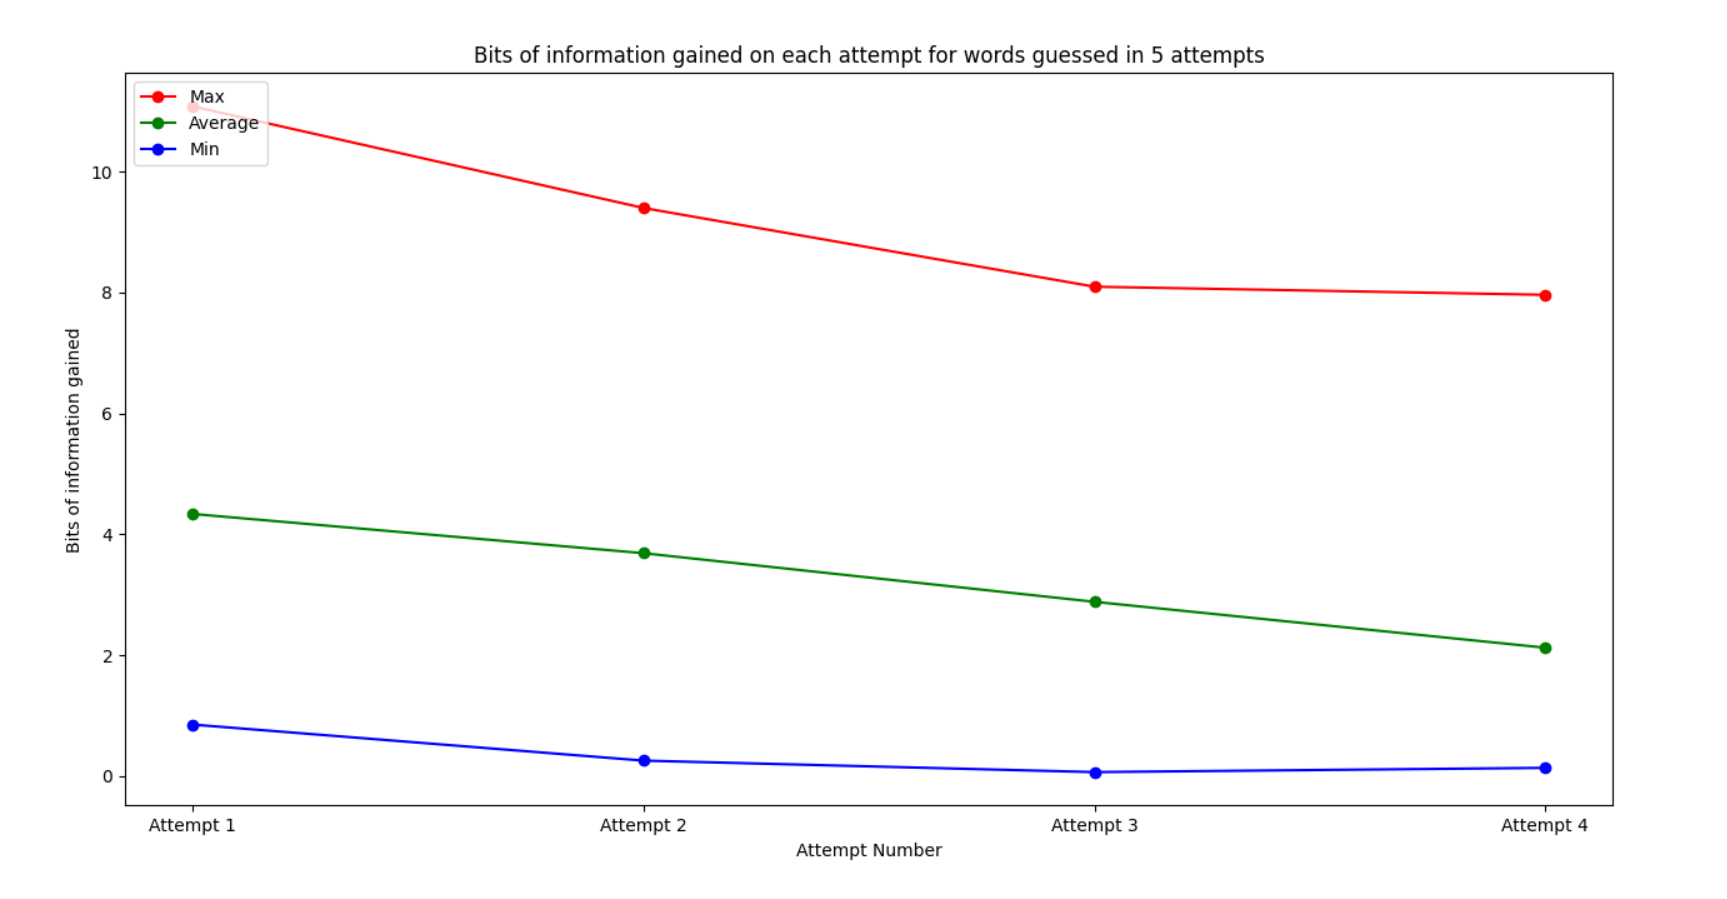 Bits of information gained on each attempt for words guessed in 5 attempts
Max
Average
Min
10
8
6
4
2
0
Bits of information gained
Attempt 1
Attempt 2
Attempt 3
Attempt 4
Attempt Number